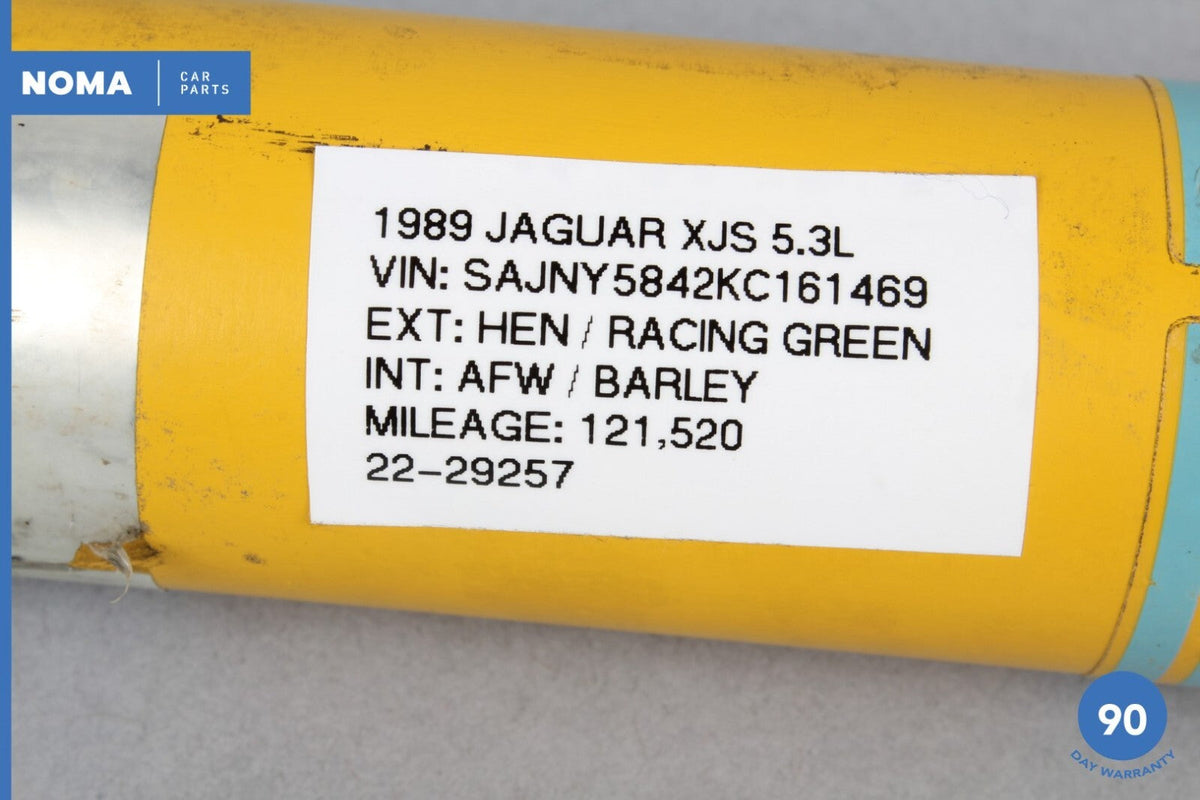 NOMA
CAR
PARTS
1989 JAGUAR XJS 5.3L
VIN: SAJNY5842KC161469
EXT: HEN / RACING GREEN
INT: AFW / BARLEY
MILEAGE: 121,520
22-29257
90
DAY WARRANTY